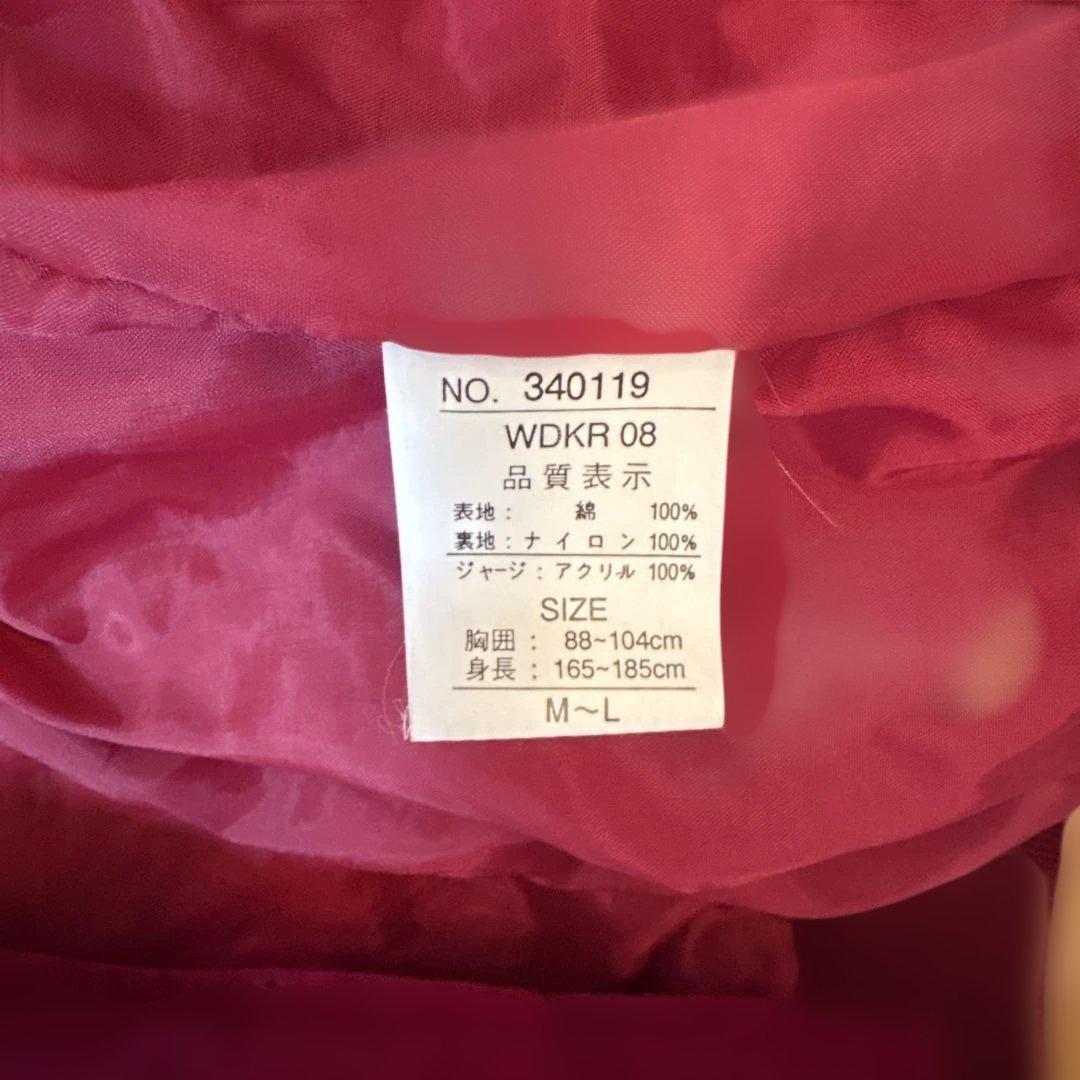 NO. 340119
WDKR 08
品質表示
表地: 綿 100%
裏地:ナイロン 100%
ジャージ:アクリル 100%
SIZE
胸囲: 88~104cm
身長: 165~185cm
M〜L